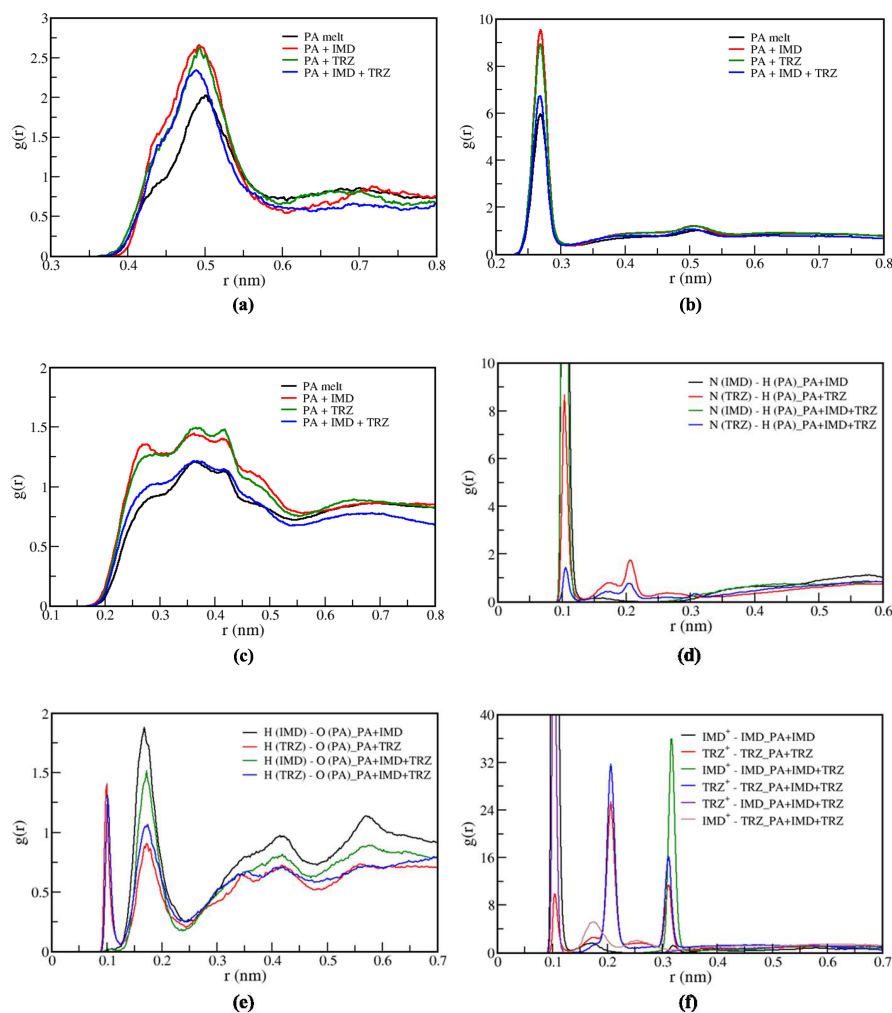 3
2.5
2
1.5
1
0.5
0
g(r)
PA melt
PA + IMD
PA + TRZ
PA + IMD + TRZ
0.3 0.4 0.5 0.6 0.7 0.8
r (nm)
(a)
10
8
6
4
2
0
g(r)
PA melt
PA + IMD
PA + TRZ
PA + IMD + TRZ
0.2 0.3 0.4 0.5 0.6 0.7 0.8
r (nm)
(b)
2
1.5
1
0.5
0
g(r)
PA melt
PA + IMD
PA + TRZ
PA + IMD + TRZ
0.1 0.2 0.3 0.4 0.5 0.6 0.7 0.8
r (nm)
(c)
10
8
6
4
2
0
g(r)
N (IMD) - H (PA)_PA+IMD
N (TRZ) - H (PA)_PA+TRZ
N (IMD) - H (PA)_PA+IMD+TRZ
N (TRZ) - H (PA)_PA+IMD+TRZ
0 0.1 0.2 0.3 0.4 0.5 0.6
r (nm)
(d)
2
1.5
1
0.5
0
g(r)
H (IMD) - O (PA)_PA+IMD
H (TRZ) - O (PA)_PA+TRZ
H (IMD) - O (PA)_PA+IMD+TRZ
H (TRZ) - O (PA)_PA+IMD+TRZ
0 0.1 0.2 0.3 0.4 0.5 0.6 0.7
r (nm)
(e)
40
32
24
16
8
0
g(r)
IMD⁺ - IMD_PA+IMD
TRZ⁺ - TRZ_PA+TRZ
IMD⁺ - IMD_PA+IMD+TRZ
TRZ⁺ - TRZ_PA+IMD+TRZ
TRZ⁺ - IMD_PA+IMD+TRZ
IMD⁺ - TRZ_PA+IMD+TRZ
0 0.1 0.2 0.3 0.4 0.5 0.6 0.7
r (nm)
(f)